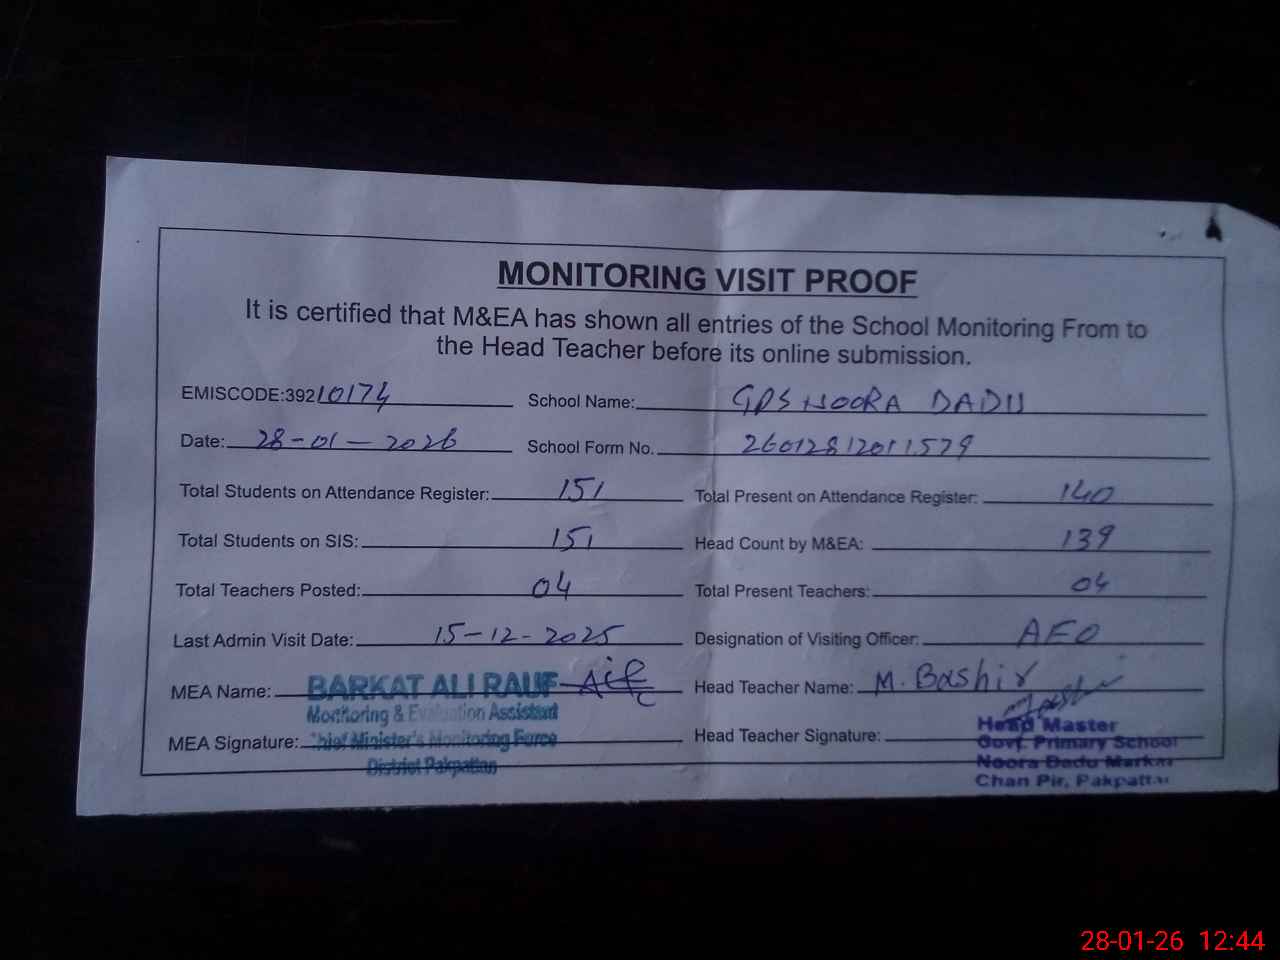 MONITORING VISIT PROOF
It is certified that M&EA has shown all entries of the School Monitoring From to
the Head Teacher before its online submission.
EMISCODE:39210174 School Name: GPS NOORA DADU
Date: 28-01-2026 School Form No. 26012812011579
Total Students on Attendance Register: 151 Total Present on Attendance Register: 140
Total Students on SIS: 151 Head Count by M&EA: 139
Total Teachers Posted: 04 Total Present Teachers: 04
Last Admin Visit Date: 15-12-2025 Designation of Visiting Officer: AEO
MEA Name: BARKAT ALI RAUF Head Teacher Name: M. Bashir
Monitoring & Evaluation Assistant
MEA Signature: Chief Minister's Monitoring Force Head Teacher Signature:
District Pakpattan
Head Master
Govt. Primary School
Noora Dadu Markaz
Chan Pir, Pakpattan
28-01-26 12:44